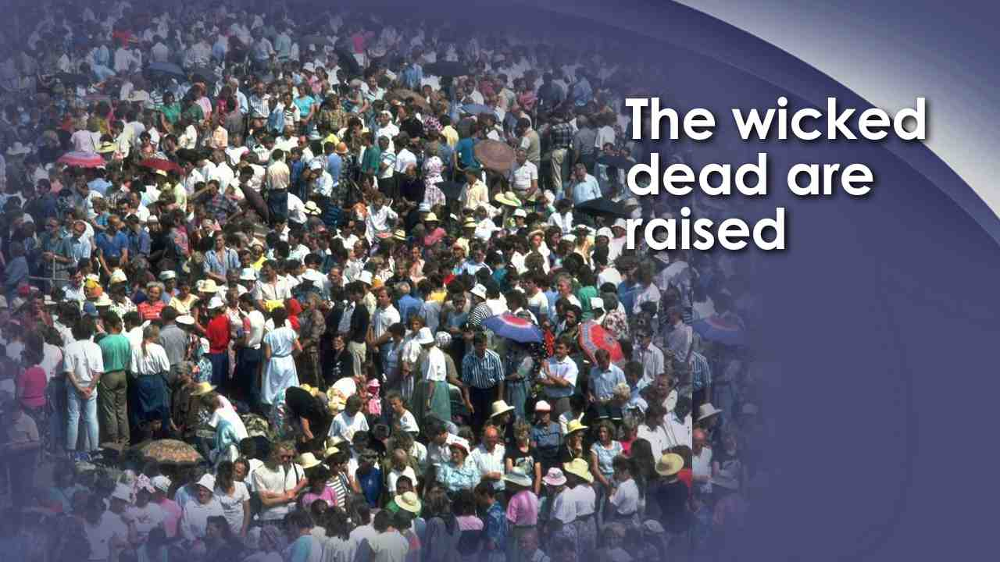 The wicked
dead are
raised